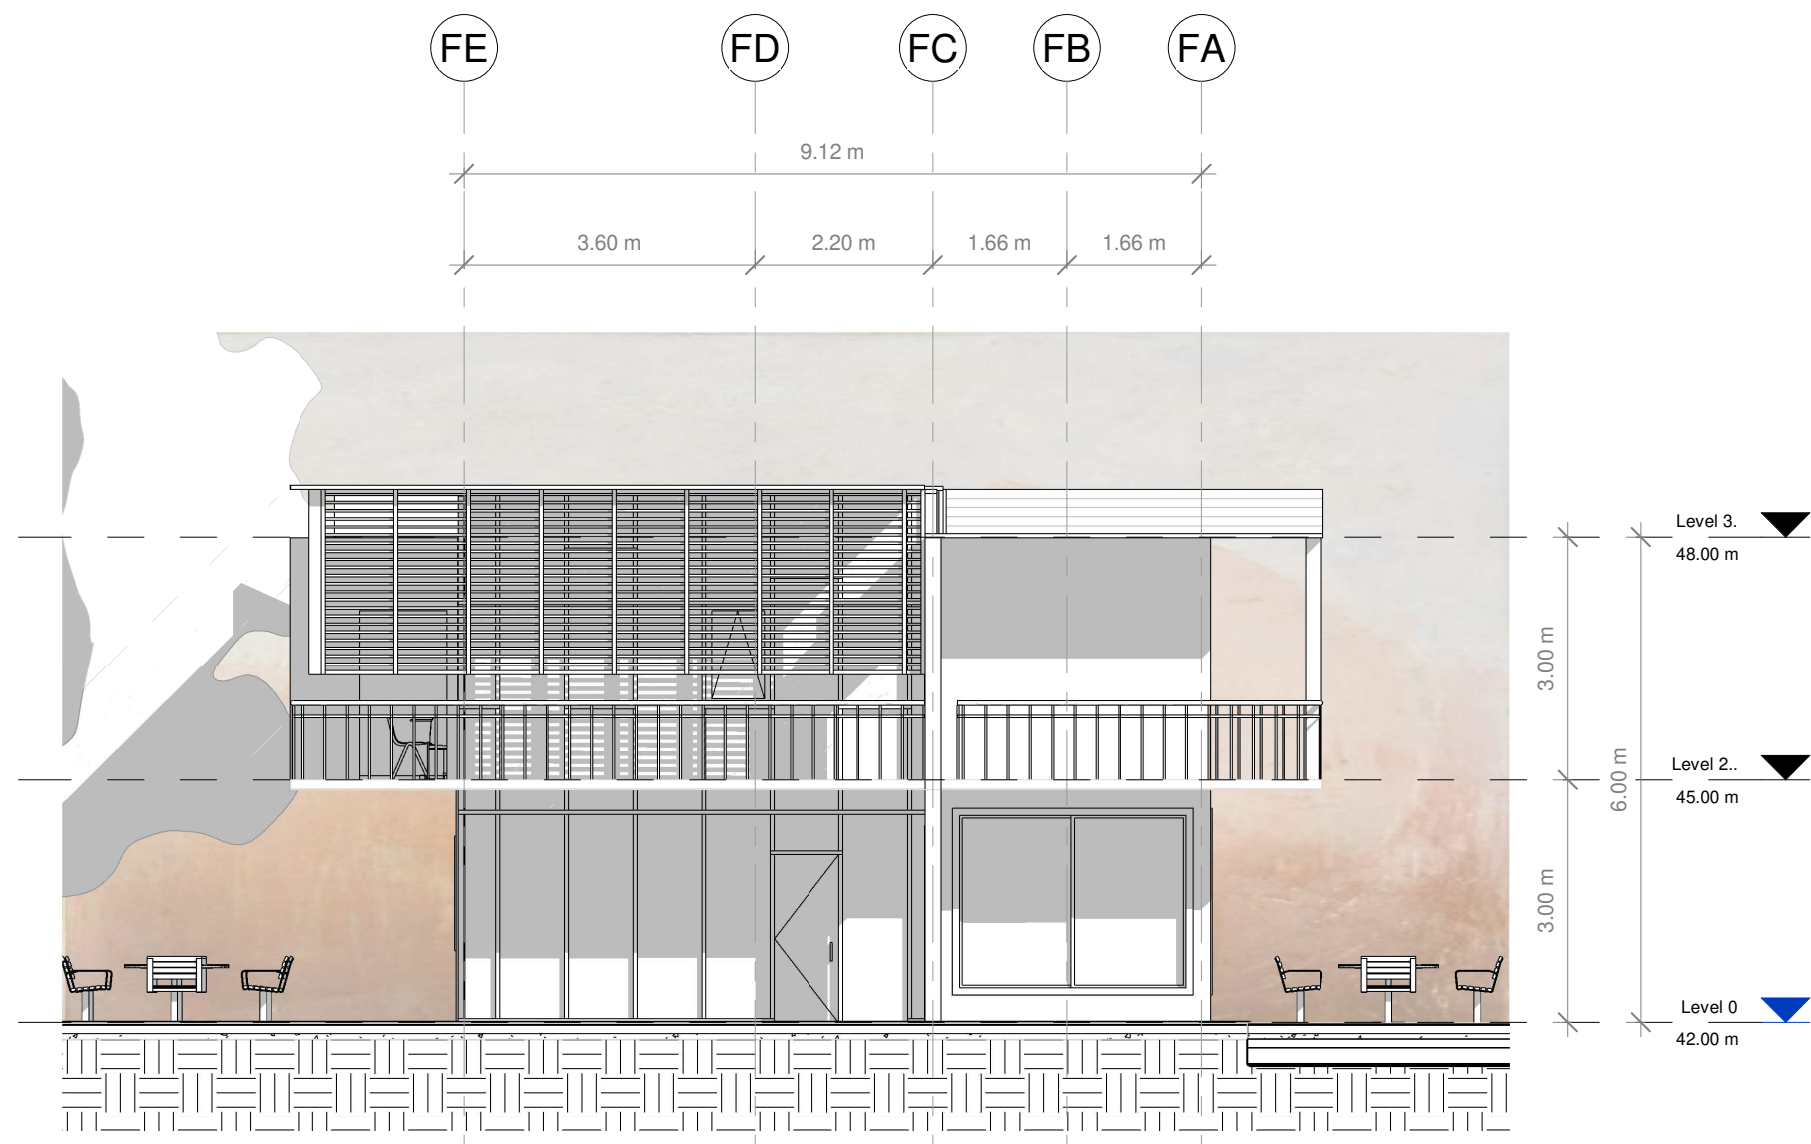 FE FD FC FB FA
9.12 m
3.60 m 2.20 m 1.66 m 1.66 m
Level 3.
48.00 m
3.00 m
Level 2..
45.00 m
6.00 m
3.00 m
Level 0
42.00 m